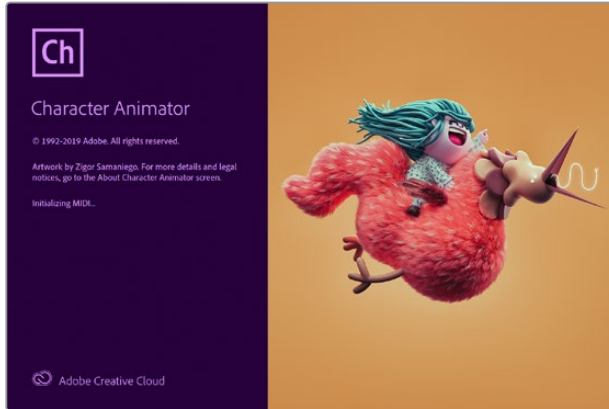 Ch
Character Animator
© 1992-2019 Adobe. All rights reserved.
Artwork by Zigor Samaniego. For more details and legal
notices, go to the About Character Animator screen.
Initializing MIDI...
Adobe Creative Cloud